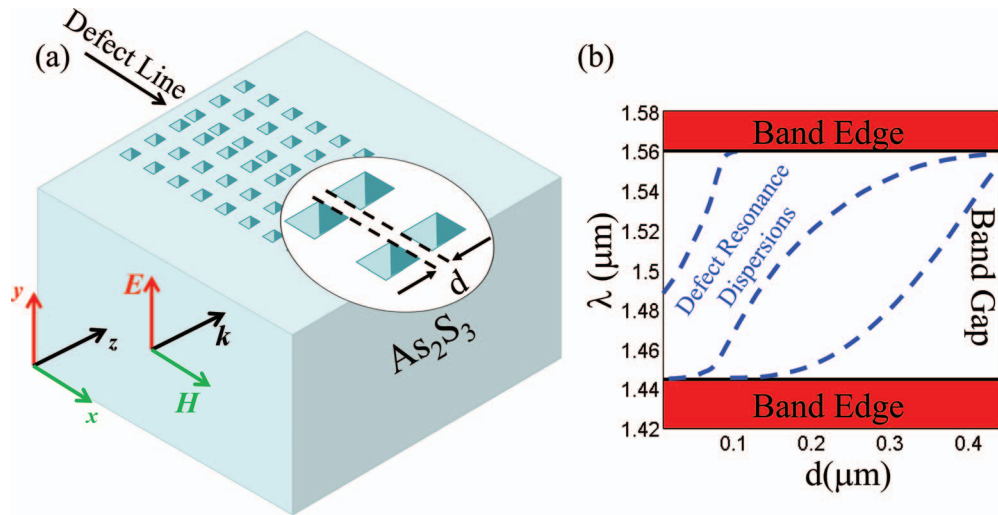 (a)
Defect Line
d
As₂S₃
y
z
x
E
k
H
(b)
1.58
1.56
1.54
1.52
1.5
1.48
1.46
1.44
1.42
λ (μm)
Band Edge
Defect Resonance
Dispersions
Band Gap
Band Edge
0.1
0.2
0.3
0.4
d(μm)